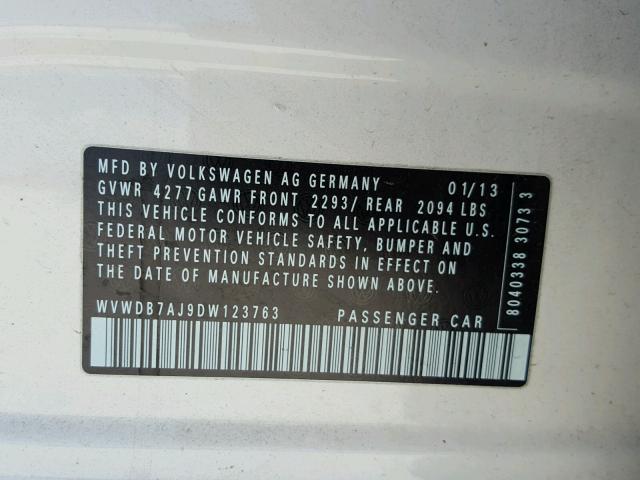 MFD BY VOLKSWAGEN AG GERMANY 01/13
GVWR 4277 GAWR FRONT 2293/ REAR 2094 LBS
THIS VEHICLE CONFORMS TO ALL APPLICABLE U.S.
FEDERAL MOTOR VEHICLE SAFETY, BUMPER AND
THEFT PREVENTION STANDARDS IN EFFECT ON
THE DATE OF MANUFACTURE SHOWN ABOVE.
WVWDB7AJ9DW123763 PASSENGER CAR
8040338 3073 3